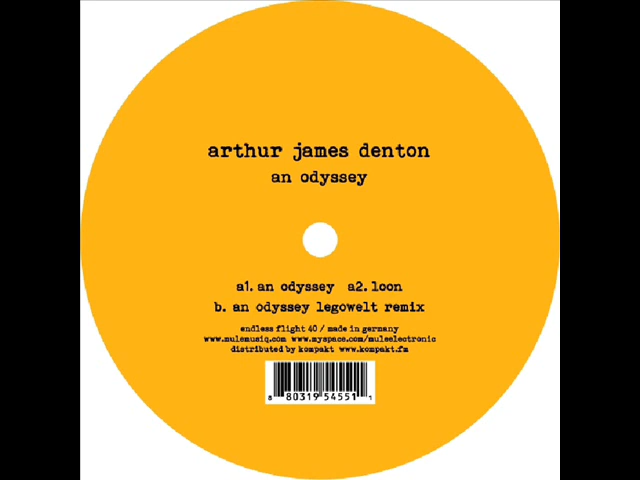 arthur james denton
an odyssey
a1. an odyssey a2. loon
b. an odyssey legowelt remix
endless flight 40 / made in germany
www.mulemusiq.com www.myspace.com/muleelectronic
distributed by kompakt www.kompakt.fm
8 80319 54551 1